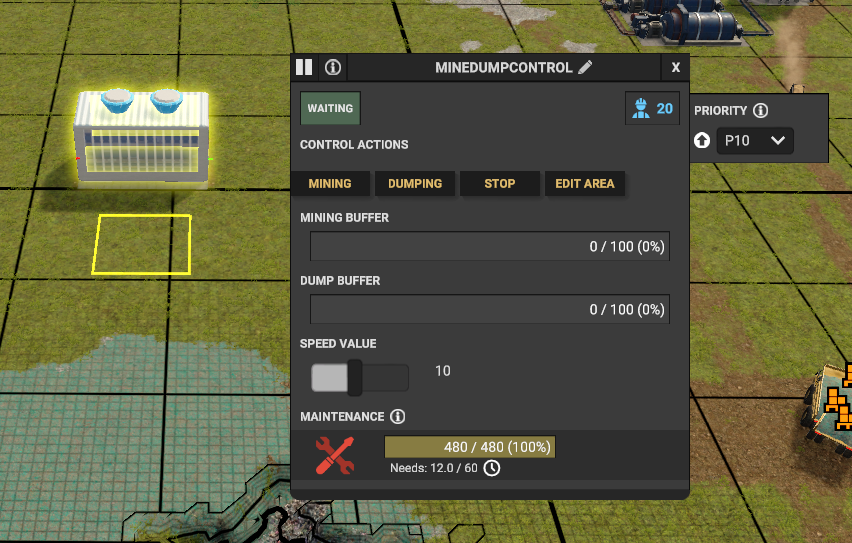 MINEDUMPCONTROL
X
WAITING
20
PRIORITY
P10
CONTROL ACTIONS
MINING DUMPING STOP EDIT AREA
MINING BUFFER
0 / 100 (0%)
DUMP BUFFER
0 / 100 (0%)
SPEED VALUE
10
MAINTENANCE
480 / 480 (100%)
Needs: 12.0 / 60